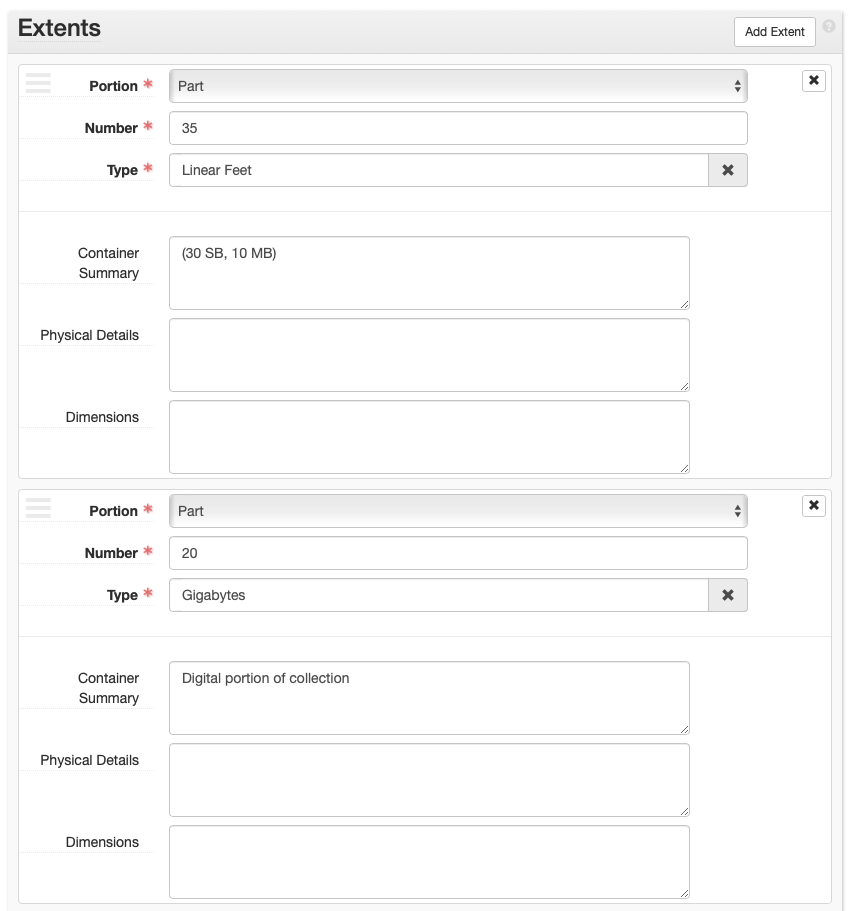 Extents
Add Extent
Portion * Part
Number * 35
Type * Linear Feet
Container
Summary
(30 SB, 10 MB)
Physical Details
Dimensions
Portion * Part
Number * 20
Type * Gigabytes
Container
Summary
Digital portion of collection
Physical Details
Dimensions